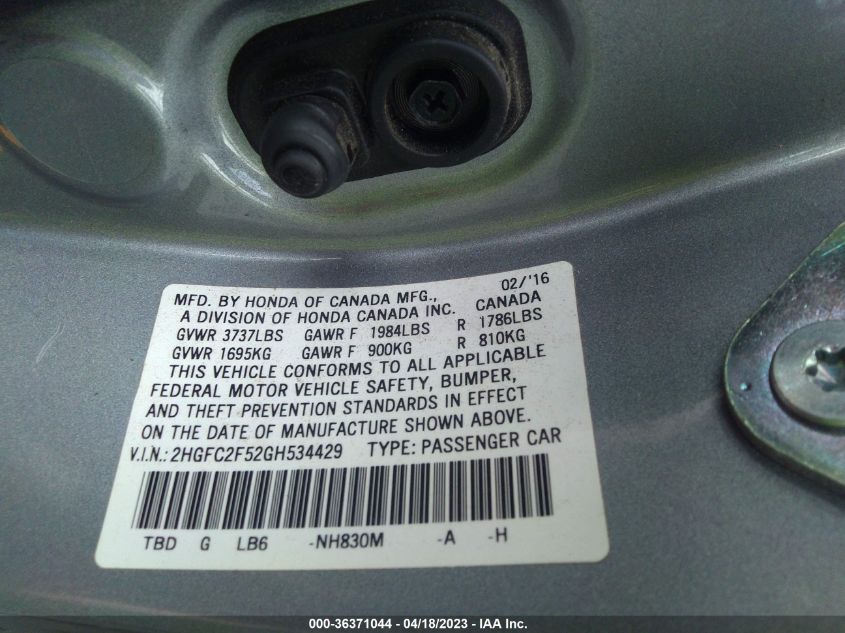 02/'16
MFD. BY HONDA OF CANADA MFG.,
A DIVISION OF HONDA CANADA INC. CANADA
GVWR 3737LBS GAWR F 1984LBS R 1786LBS
GVWR 1695KG GAWR F 900KG R 810KG
THIS VEHICLE CONFORMS TO ALL APPLICABLE
FEDERAL MOTOR VEHICLE SAFETY, BUMPER,
AND THEFT PREVENTION STANDARDS IN EFFECT
ON THE DATE OF MANUFACTURE SHOWN ABOVE.
V.I.N.: 2HGFC2F52GH534429 TYPE: PASSENGER CAR
TBD G LB6 -NH830M -A -H
000-36371044 - 04/18/2023 - IAA Inc.